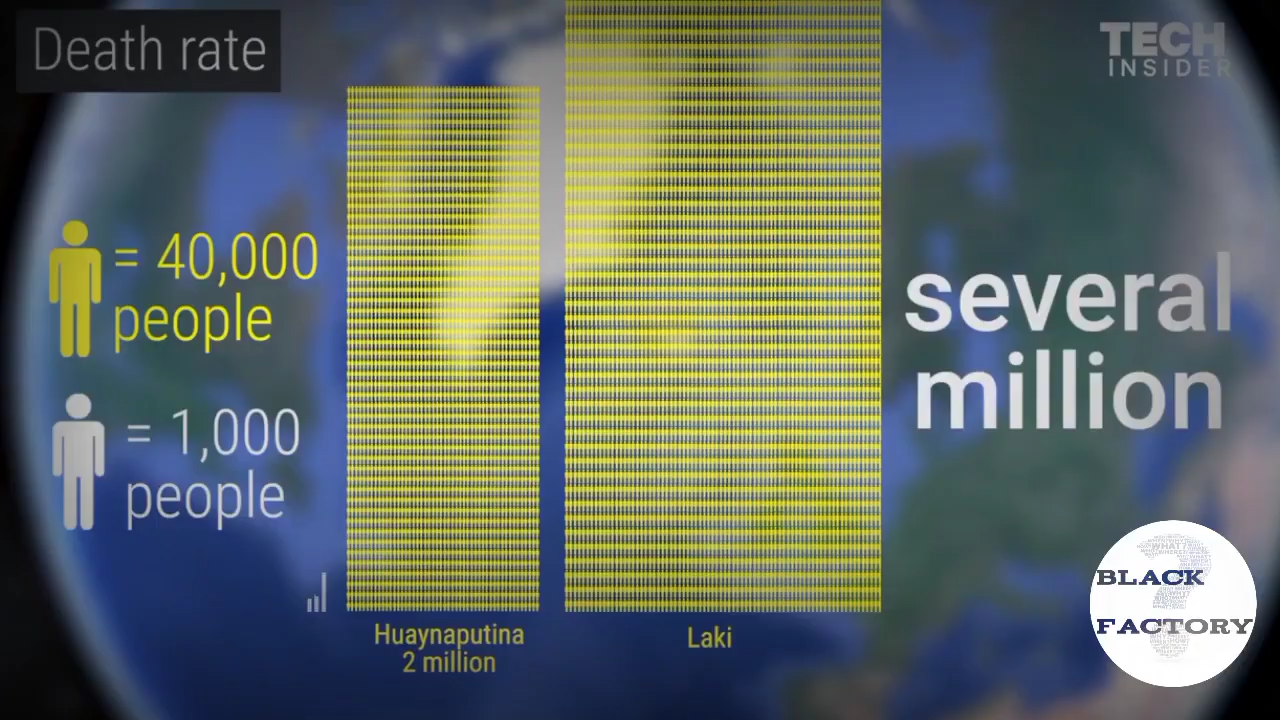 Death rate
TECH
INSIDER
= 40,000
people
= 1,000
people
several
million
Huaynaputina
2 million
Laki
BLACK
FACTORY